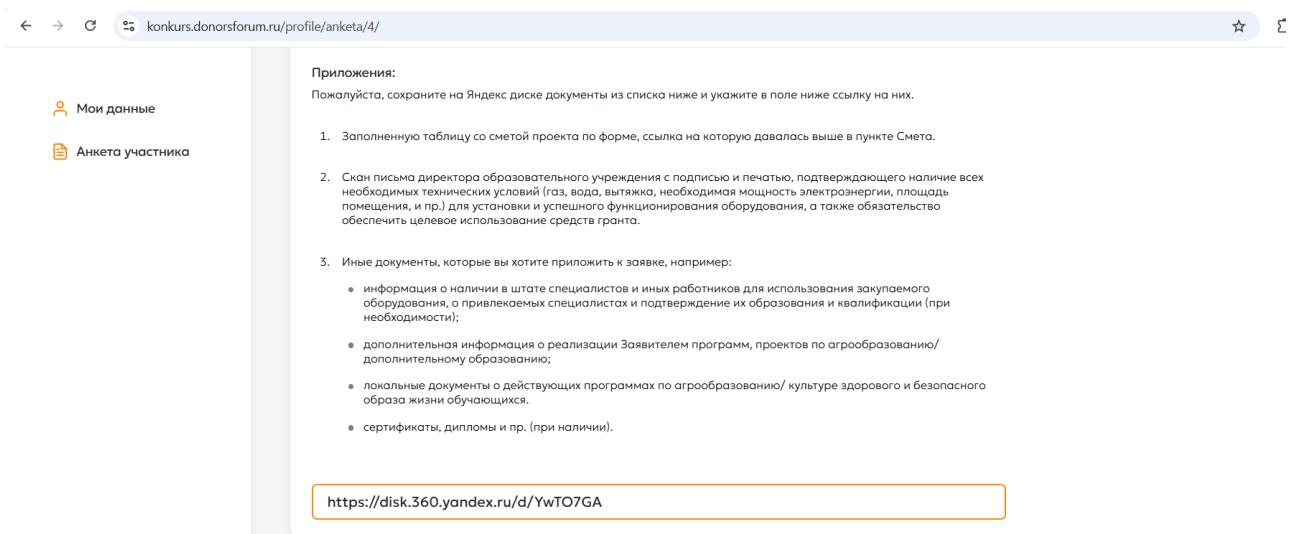 konkurs.donorsforum.ru/profile/anketa/4/
Мои данные
Анкета участника
Приложения:
Пожалуйста, сохраните на Яндекс диске документы из списка ниже и укажите в поле ниже ссылку на них.
1. Заполненную таблицу со сметой проекта по форме, ссылка на которую давалась выше в пункте Смета.
2. Скан письма директора образовательного учреждения с подписью и печатью, подтверждающего наличие всех
необходимых технических условий (газ, вода, вытяжка, необходимая мощность электроэнергии, площадь
помещения, и пр.) для установки и успешного функционирования оборудования, а также обязательство
обеспечить целевое использование средств гранта.
3. Иные документы, которые вы хотите приложить к заявке, например:
информация о наличии в штате специалистов и иных работников для использования закупаемого
оборудования, о привлекаемых специалистах и подтверждение их образования и квалификации (при
необходимости);
дополнительная информация о реализации Заявителем программ, проектов по агрообразованию/
дополнительному образованию;
локальные документы о действующих программах по агрообразованию/ культуре здорового и безопасного
образа жизни обучающихся.
сертификаты, дипломы и пр. (при наличии).
https://disk.360.yandex.ru/d/YwTO7GA